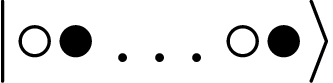 |○● . . . ○●⟩